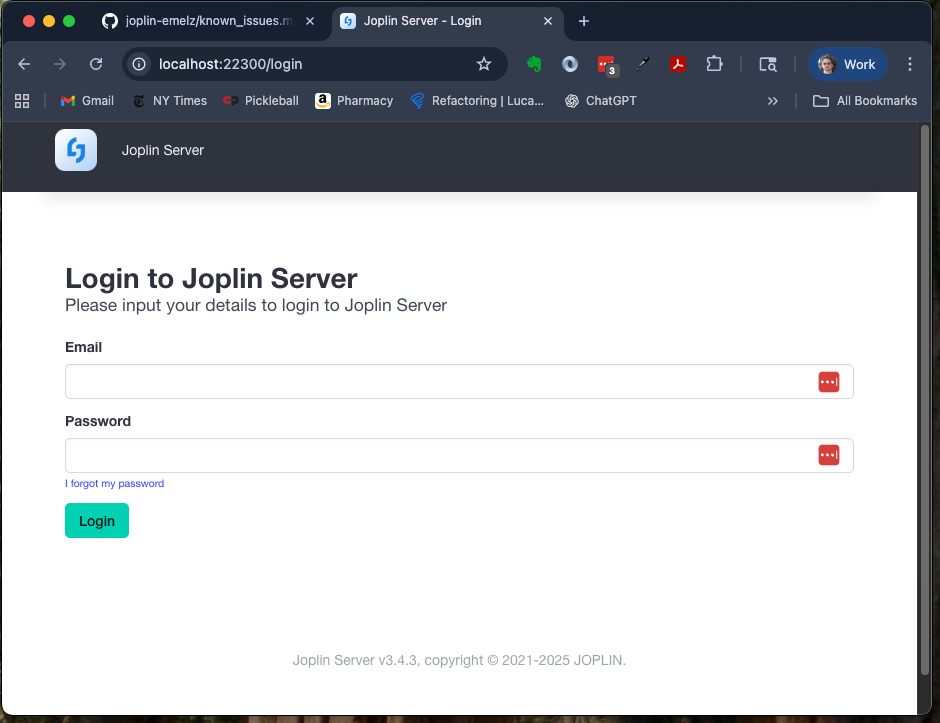 joplin-emelz/known_issues.m
Joplin Server - Login
localhost:22300/login
3
Work
Gmail
NY Times
Pickleball
Pharmacy
Refactoring | Luca...
ChatGPT
All Bookmarks
Joplin Server
Login to Joplin Server
Please input your details to login to Joplin Server
Email
Password
I forgot my password
Login
Joplin Server v3.4.3, copyright © 2021-2025 JOPLIN.